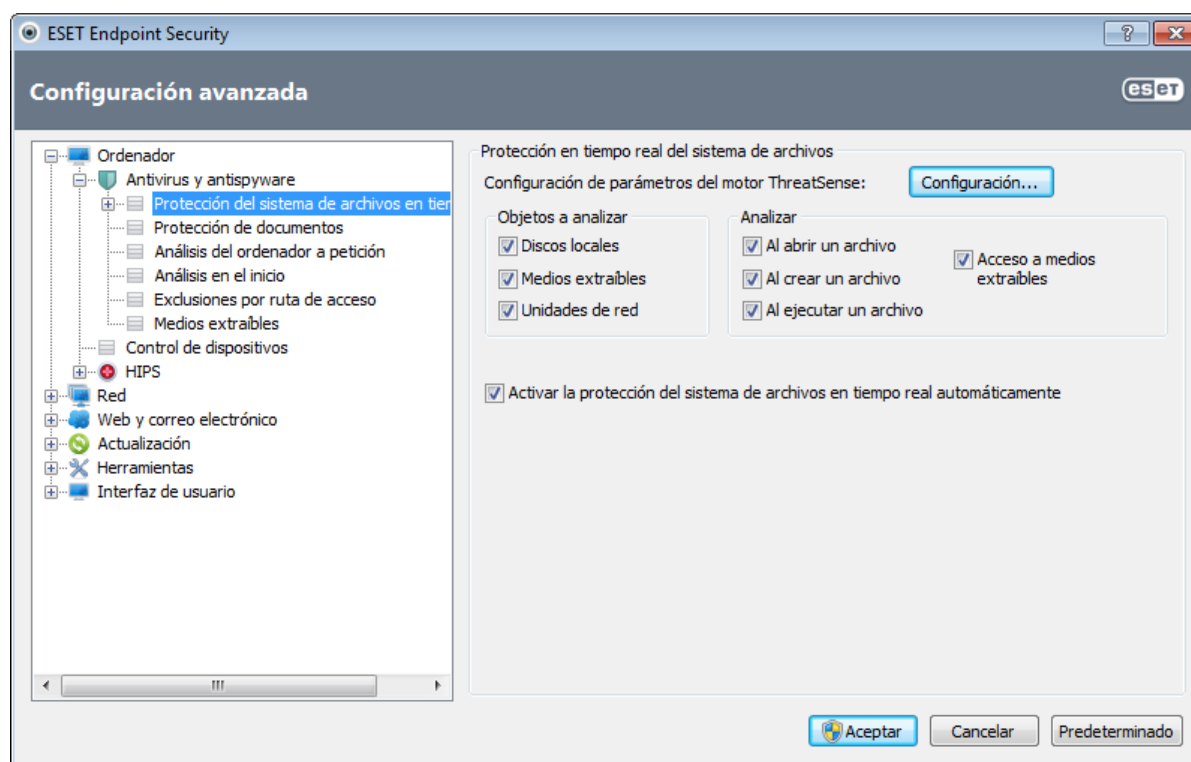 ESET Endpoint Security
Configuración avanzada
eset
Ordenador
Antivirus y antispyware
Protección del sistema de archivos en tien
Protección de documentos
Análisis del ordenador a petición
Análisis en el inicio
Exclusiones por ruta de acceso
Medios extraíbles
Control de dispositivos
HIPS
Red
Web y correo electrónico
Actualización
Herramientas
Interfaz de usuario
Protección en tiempo real del sistema de archivos
Configuración de parámetros del motor ThreatSense:
Configuración...
Objetos a analizar
Discos locales
Medios extraíbles
Unidades de red
Analizar
Al abrir un archivo
Al crear un archivo
Al ejecutar un archivo
Acceso a medios
extraíbles
Activar la protección del sistema de archivos en tiempo real automáticamente
Aceptar
Cancelar
Predeterminado